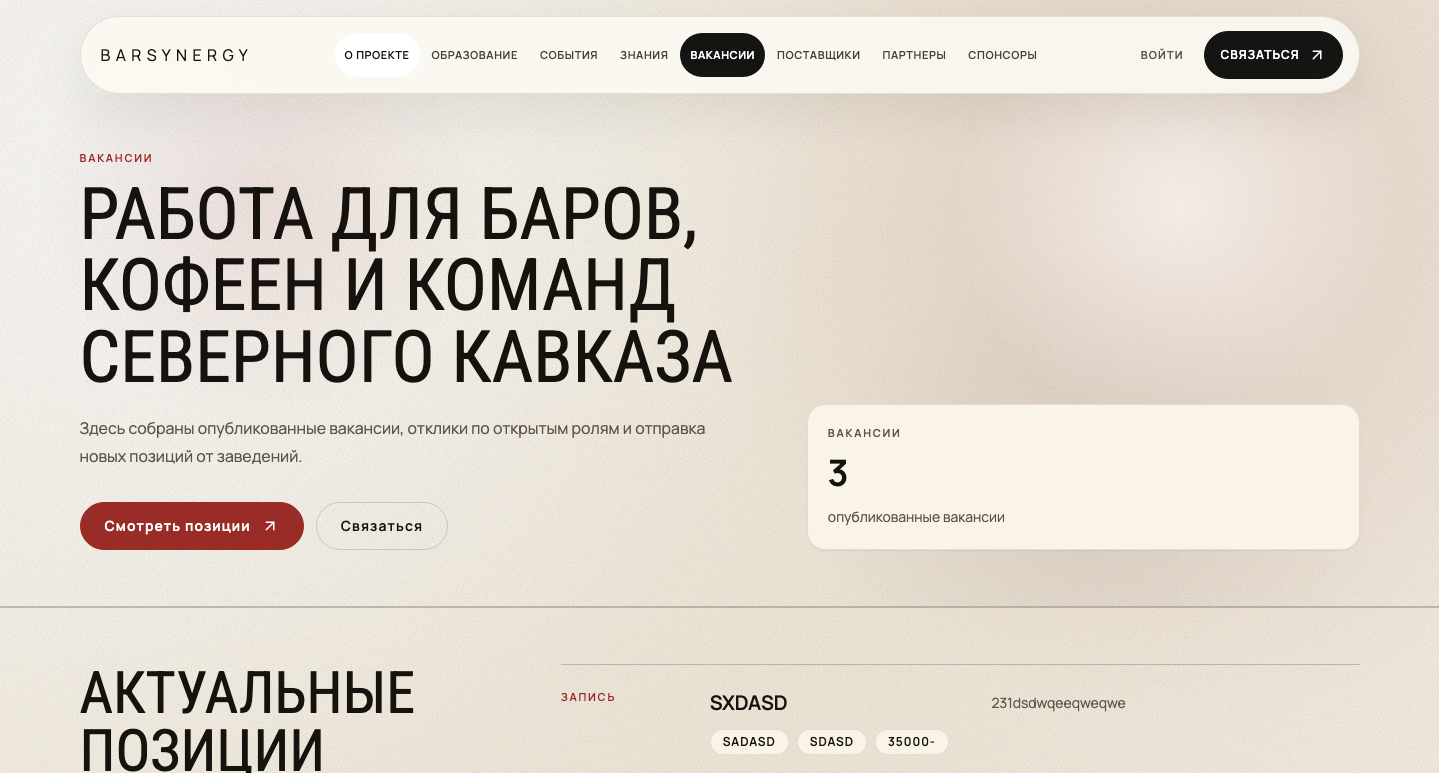 BARSYNERGY
О ПРОЕКТЕ
ОБРАЗОВАНИЕ
СОБЫТИЯ
ЗНАНИЯ
ВАКАНСИИ
ПОСТАВЩИКИ
ПАРТНЕРЫ
СПОНСОРЫ
ВОЙТИ
СВЯЗАТЬСЯ
ВАКАНСИИ
РАБОТА ДЛЯ БАРОВ,
КОФЕЕН И КОМАНД
СЕВЕРНОГО КАВКАЗА
Здесь собраны опубликованные вакансии, отклики по открытым ролям и отправка
новых позиций от заведений.
Смотреть позиции
Связаться
ВАКАНСИИ
3
опубликованные вакансии
АКТУАЛЬНЫЕ
ПОЗИЦИИ
ЗАПИСЬ
SXDASD
231dsdwqeeqweqwe
SADASD
SDASD
35000-